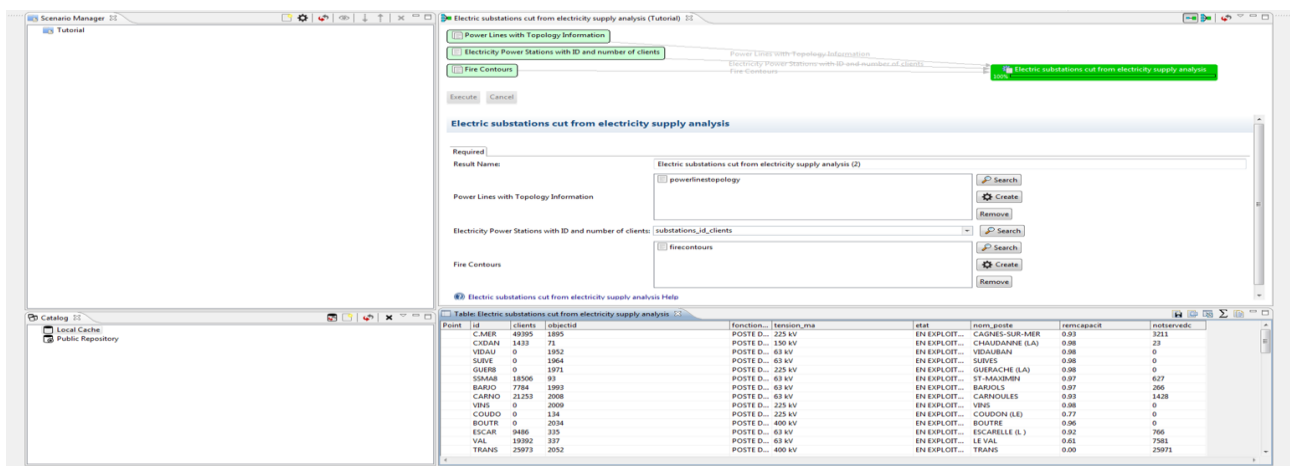 Scenario Manager
Tutorial
Electric substations cut from electricity supply analysis (Tutorial)
Power Lines with Topology Information
Electricity Power Stations with ID and number of clients
Fire Contours
Power Lines with Topology Information
Electricity Power Stations with ID and number of clients
Fire Contours
Electric substations cut from electricity supply analysis
100%
Execute Cancel
Electric substations cut from electricity supply analysis
Required
Result Name: Electric substations cut from electricity supply analysis (2)
Power Lines with Topology Information
powerlinestopology
Search
Create
Remove
Electricity Power Stations with ID and number of clients: substations_id_clients Search
Fire Contours
firecontours
Search
Create
Remove
Electric substations cut from electricity supply analysis Help
Catalog
Local Cache
Public Repository
Table: Electric substations cut from electricity supply analysis
Point id clients objectid fonction... tension_ma etat nom_poste remcapacit notservedc
C.MER 49395 1895 POSTE D... 225 kV EN EXPLOIT... CAGNES-SUR-MER 0.93 3211
CXDAN 1433 71 POSTE D... 150 kV EN EXPLOIT... CHAUDANNE (LA) 0.98 23
VIDAU 0 1952 POSTE D... 63 kV EN EXPLOIT... VIDAUBAN 0.98 0
SUIVE 0 1964 POSTE D... 63 kV EN EXPLOIT... SUIVES 0.98 0
GUER8 0 1971 POSTE D... 225 kV EN EXPLOIT... GUERACHE (LA) 0.98 0
SSMA8 18506 93 POSTE D... 63 kV EN EXPLOIT... ST-MAXIMIN 0.97 627
BARJO 7784 1993 POSTE D... 63 kV EN EXPLOIT... BARJOLS 0.97 266
CARNO 21253 2008 POSTE D... 63 kV EN EXPLOIT... CARNOULES 0.93 1428
VINS 0 2009 POSTE D... 225 kV EN EXPLOIT... VINS 0.98 0
COUDO 0 134 POSTE D... 225 kV EN EXPLOIT... COUDON (LE) 0.77 0
BOUTR 0 2034 POSTE D... 400 kV EN EXPLOIT... BOUTRE 0.96 0
ESCAR 9486 335 POSTE D... 63 kV EN EXPLOIT... ESCARELLE (L ) 0.92 766
VAL 19392 337 POSTE D... 63 kV EN EXPLOIT... LE VAL 0.61 7581
TRANS 25973 2052 POSTE D... 400 kV EN EXPLOIT... TRANS 0.00 25971